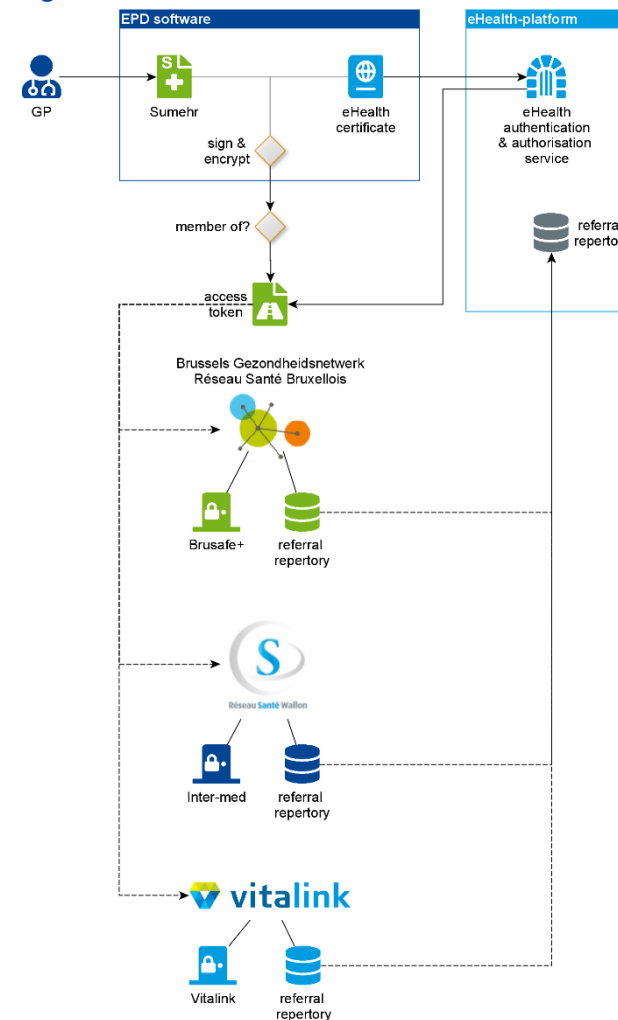 EPD software
eHealth-platform
S
GP
Sumehr
eHealth
certificate
eHealth
authentication
& authorisation
service
sign &
encrypt
member of?
access
token
Brussels Gezondheidsnetwerk
Réseau Santé Bruxellois
Brusafe+
referral
repertory
S
Réseau Santé Wallon
Inter-med
referral
repertory
vitalink
Vitalink
referral
repertory